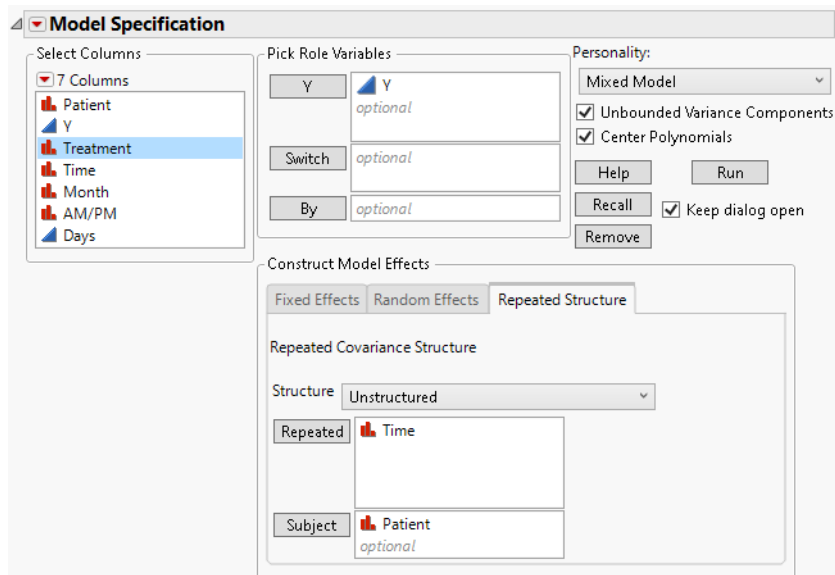 Model Specification
Select Columns
7 Columns
Patient
Y
Treatment
Time
Month
AM/PM
Days
Pick Role Variables
Y
Y
optional
Switch
optional
By
optional
Personality:
Mixed Model
Unbounded Variance Components
Center Polynomials
Help
Run
Recall
Keep dialog open
Remove
Construct Model Effects
Fixed Effects
Random Effects
Repeated Structure
Repeated Covariance Structure
Structure
Unstructured
Repeated
Time
Subject
Patient
optional